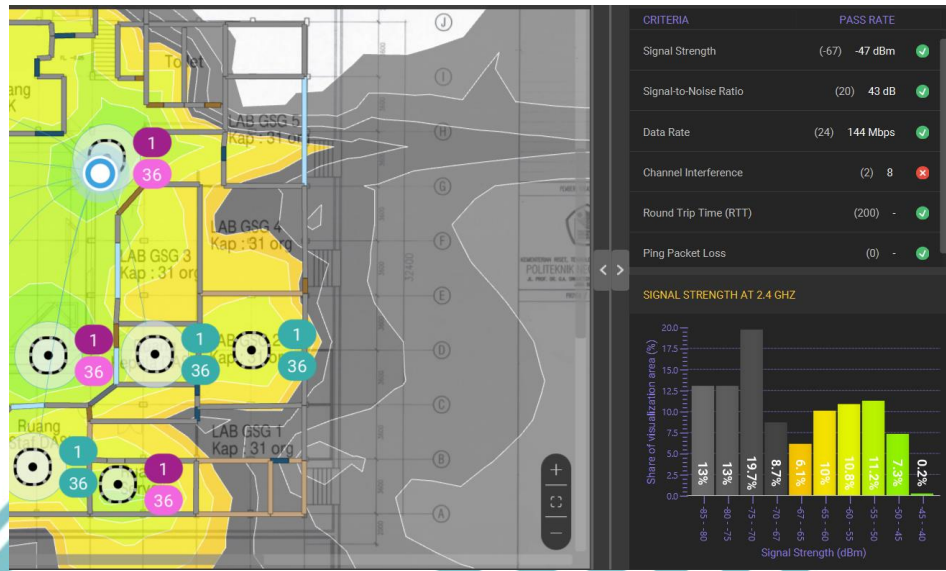 CRITERIA PASS RATE
Signal Strength (-67) -47 dBm
Signal-to-Noise Ratio (20) 43 dB
Data Rate (24) 144 Mbps
Channel Interference (2) 8
Round Trip Time (RTT) (200) -
Ping Packet Loss (0) -
SIGNAL STRENGTH AT 2.4 GHZ
Share of visualization area (%)
20.0
17.5
15.0
12.5
10.0
7.5
5.0
2.5
0.0
13% 13% 19.7% 8.7% 6.1% 10% 10.8% 11.2% 7.3% 0.2%
-85 - -80 -80 - -75 -75 - -70 -70 - -67 -67 - -65 -65 - -60 -60 - -55 -55 - -50 -50 - -45 -45 - -40
Signal Strength (dBm)
Toilet
ang
K
LAB GSG 5
Kap : 31 org
1
36
LAB GSG 4
Kap : 31 org
LAB GSG 3
Kap : 31 org
1
36
1
36
1
36
LAB GSG 1
Kap : 31 org
Ruang
Staf DAS
1
36
1
36
J
I
H
G
F
E
D
C
B
A
32400
POLITEKNIK NE
< >
+
−